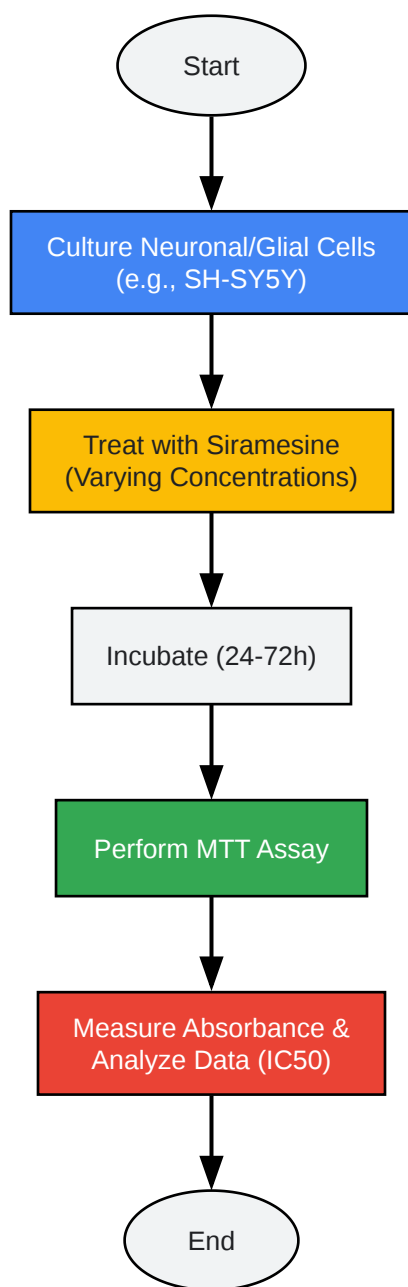 Start
Culture Neuronal/Glial Cells
(e.g., SH-SY5Y)
Treat with Siramesine
(Varying Concentrations)
Incubate (24-72h)
Perform MTT Assay
Measure Absorbance &
Analyze Data (IC50)
End